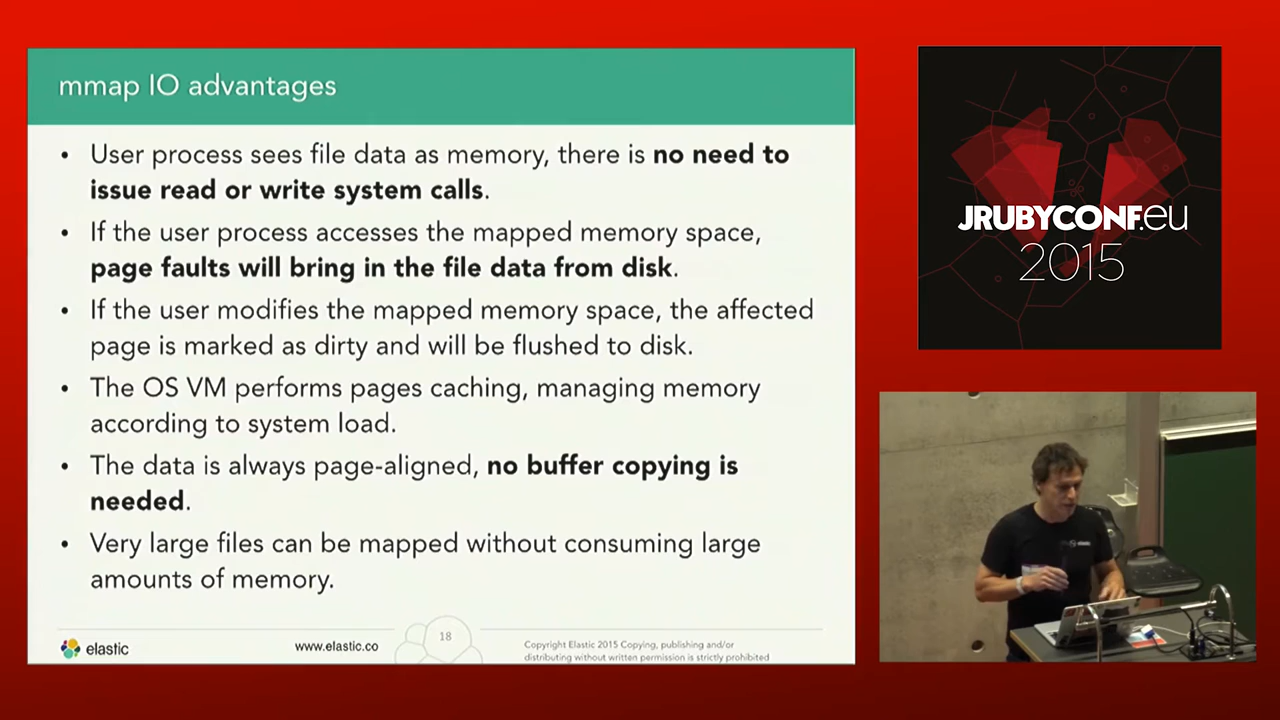 mmap IO advantages
• User process sees file data as memory, there is no need to
issue read or write system calls.
• If the user process accesses the mapped memory space,
page faults will bring in the file data from disk.
• If the user modifies the mapped memory space, the affected
page is marked as dirty and will be flushed to disk.
• The OS VM performs pages caching, managing memory
according to system load.
• The data is always page-aligned, no buffer copying is
needed.
• Very large files can be mapped without consuming large
amounts of memory.
elastic
www.elastic.co
18
Copyright Elastic 2015 Copying, publishing and/or
distributing without written permission is strictly prohibited
JRUBYCONF.eu
2015